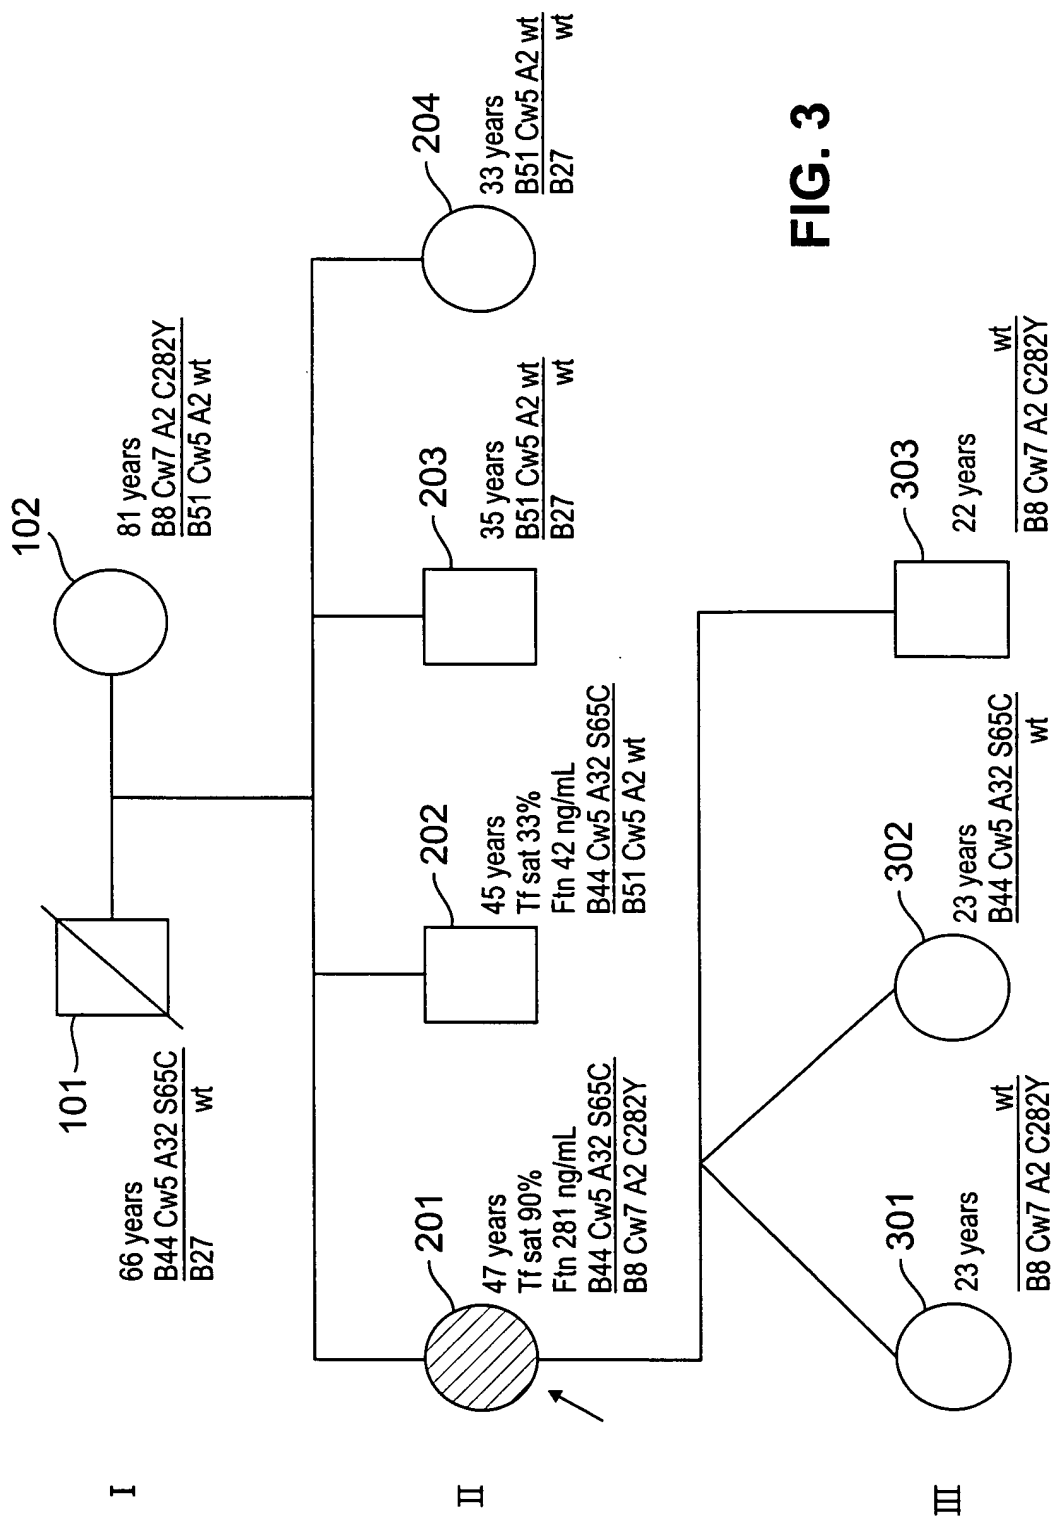 I
101
66 years
B44 Cw5 A32 S65C
B27 wt
102
81 years
B8 Cw7 A2 C282Y
B51 Cw5 A2 wt
II
201
47 years
Tf sat 90%
Ftn 281 ng/mL
B44 Cw5 A32 S65C
B8 Cw7 A2 C282Y
202
45 years
Tf sat 33%
Ftn 42 ng/mL
B44 Cw5 A32 S65C
B51 Cw5 A2 wt
203
35 years
B51 Cw5 A2 wt
B27 wt
204
33 years
B51 Cw5 A2 wt
B27 wt
III
301
23 years
wt
B8 Cw7 A2 C282Y
302
23 years
B44 Cw5 A32 S65C
wt
303
22 years
wt
B8 Cw7 A2 C282Y
FIG. 3